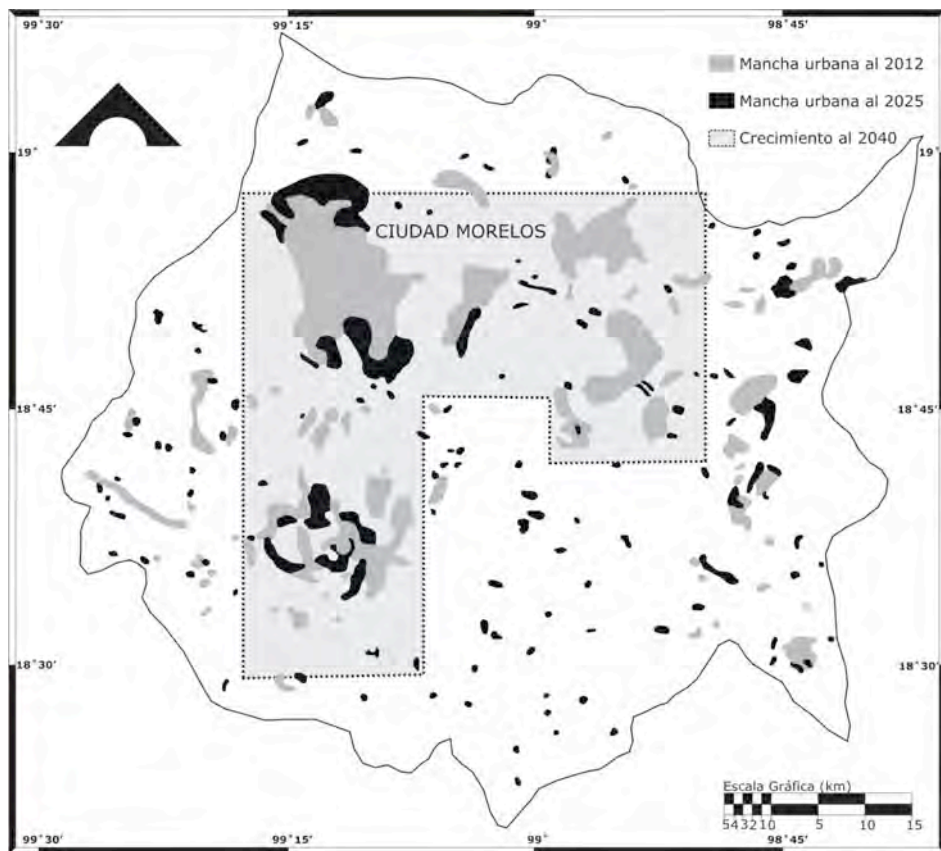 99°30' 99°15' 99° 98°45'
Mancha urbana al 2012
Mancha urbana al 2025
Crecimiento al 2040
19° 19°
CIUDAD MORELOS
18°45' 18°45'
18°30' 18°30'
Escala Gráfica (km)
543210 5 10 15
99°30' 99°15' 99° 98°45'